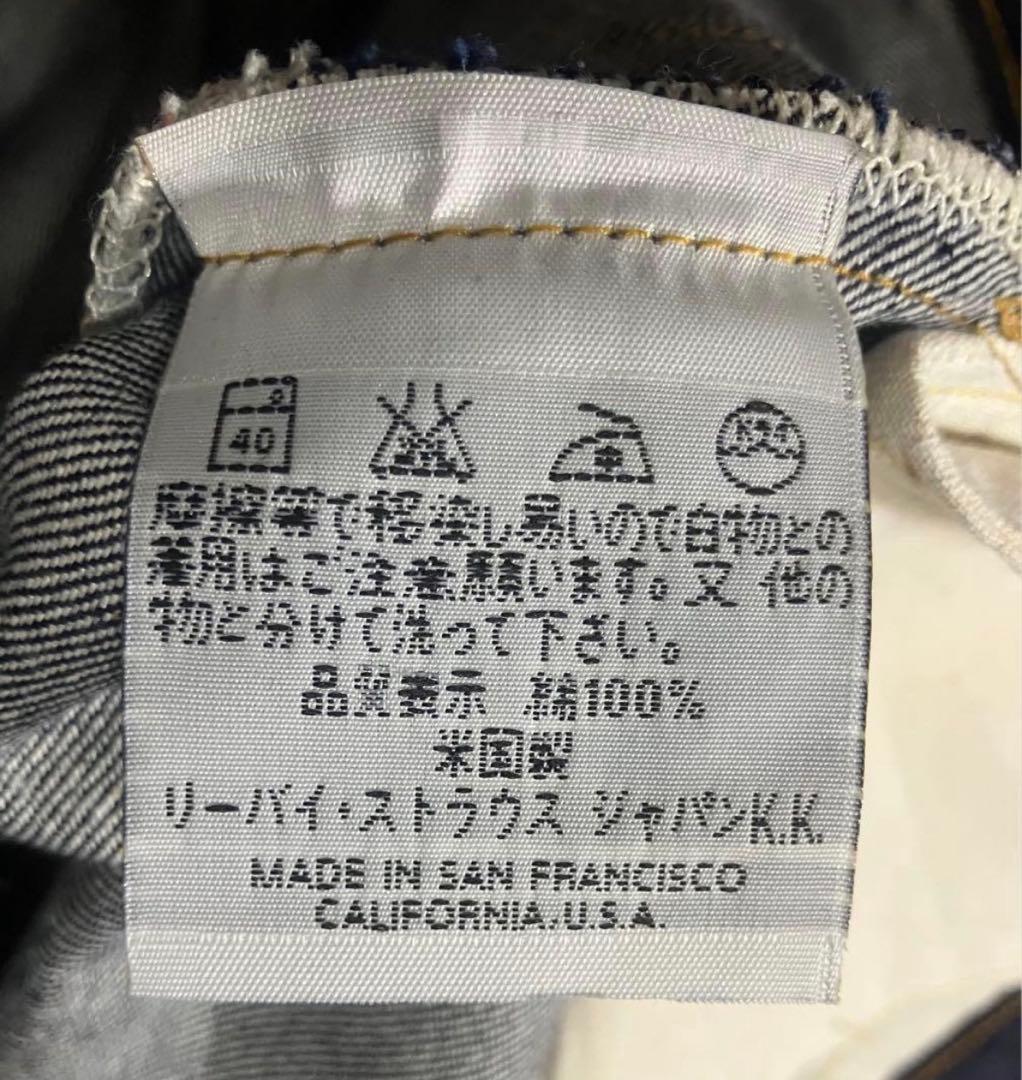 40
摩擦等で移染し易いので白物との
着用はご注意願います。又 他の
物と分けて洗って下さい。
品質表示 綿100%
米国製
リーバイ・ストラウス ジャパンK.K.
MADE IN SAN FRANCISCO
CALIFORNIA, U.S.A.